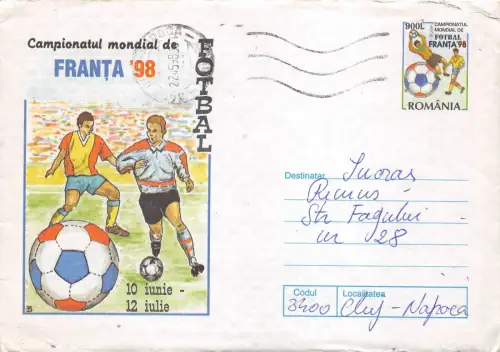 Campionatul mondial de
FRANȚA '98
FOTBAL
10 iunie -
12 iulie
900L
CAMPIONATUL
MONDIAL DE
FOTBAL
FRANȚA '98
ROMÂNIA
Destinatar
Remus -
Str Fagului -
nr 28
Codul
3400
Localitatea
Cluj-Napoca